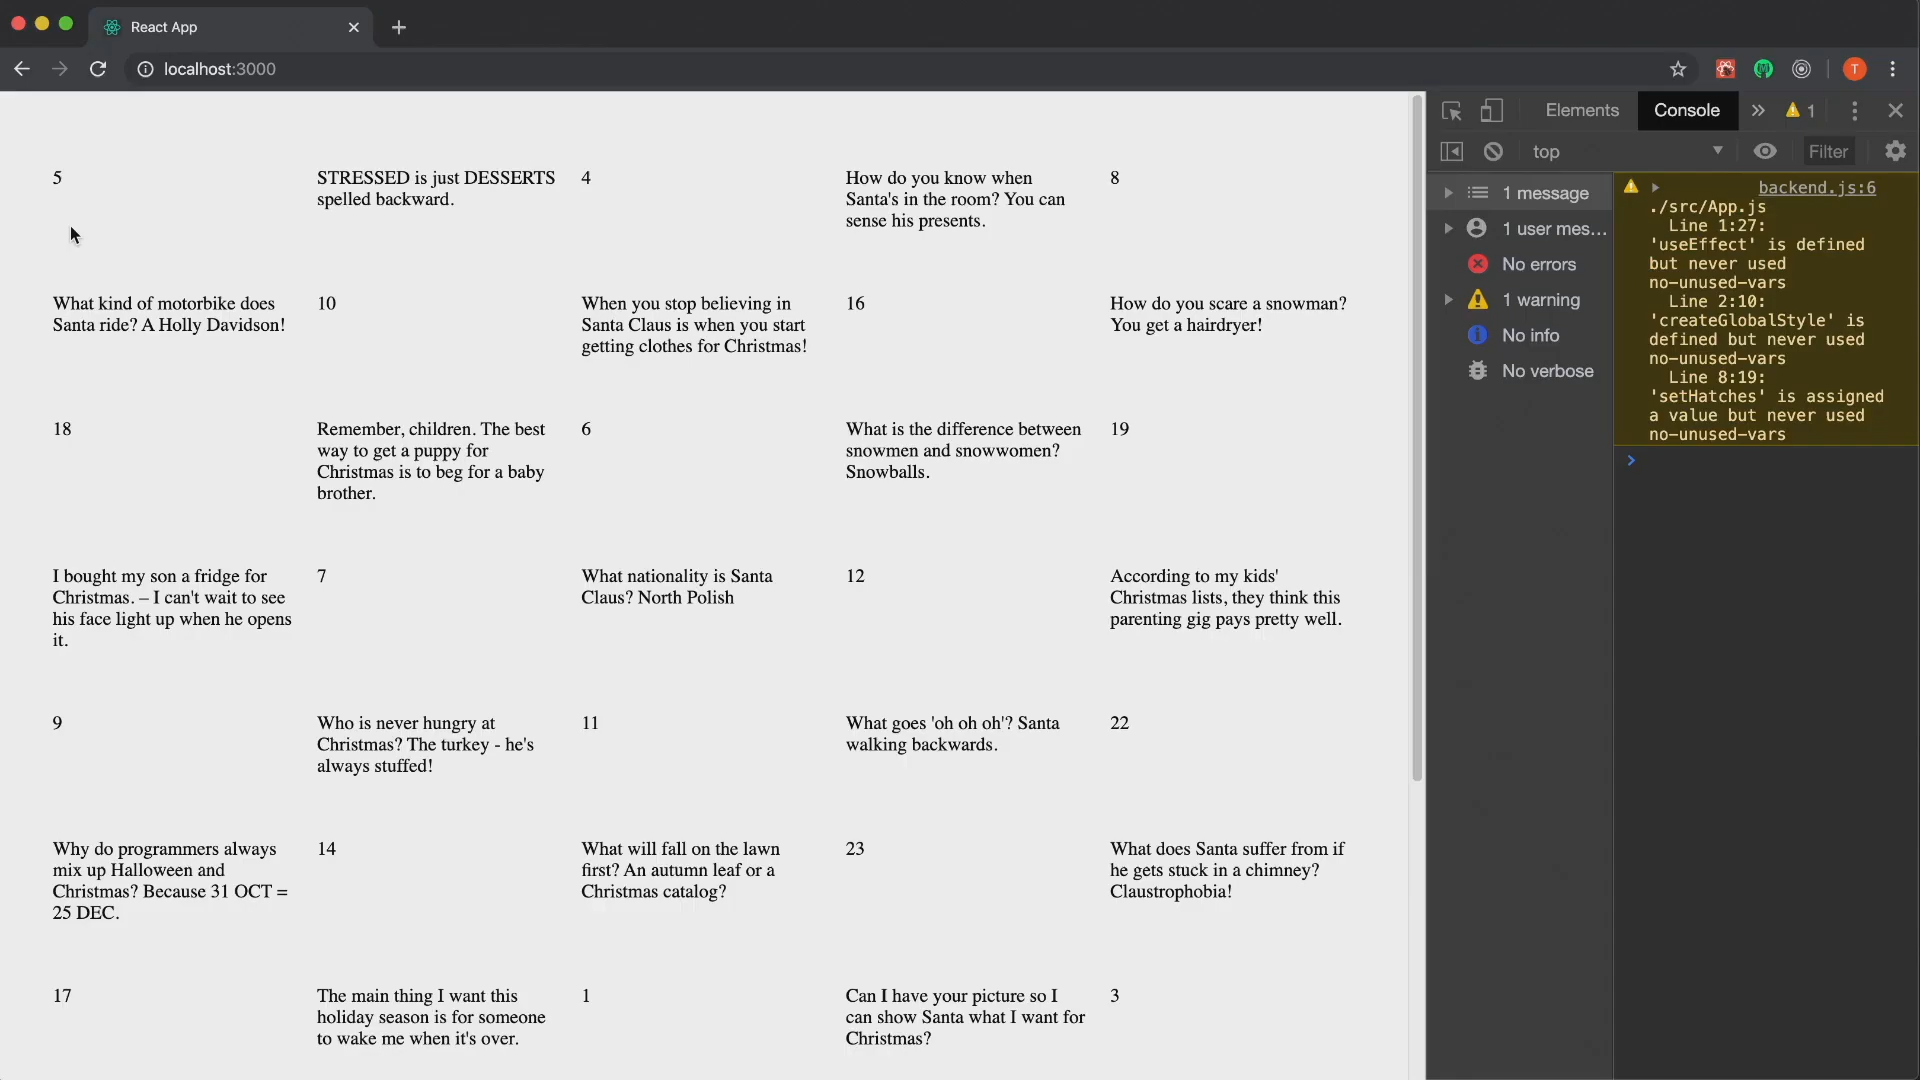 React App
localhost:3000
T
Elements
Console
1
top
Filter
5
STRESSED is just DESSERTS
spelled backward.
4
How do you know when
Santa's in the room? You can
sense his presents.
8
What kind of motorbike does
Santa ride? A Holly Davidson!
10
When you stop believing in
Santa Claus is when you start
getting clothes for Christmas!
16
How do you scare a snowman?
You get a hairdryer!
18
Remember, children. The best
way to get a puppy for
Christmas is to beg for a baby
brother.
6
What is the difference between
snowmen and snowwomen?
Snowballs.
19
I bought my son a fridge for
Christmas. – I can't wait to see
his face light up when he opens
it.
7
What nationality is Santa
Claus? North Polish
12
According to my kids'
Christmas lists, they think this
parenting gig pays pretty well.
9
Who is never hungry at
Christmas? The turkey - he's
always stuffed!
11
What goes 'oh oh oh'? Santa
walking backwards.
22
Why do programmers always
mix up Halloween and
Christmas? Because 31 OCT =
25 DEC.
14
What will fall on the lawn
first? An autumn leaf or a
Christmas catalog?
23
What does Santa suffer from if
he gets stuck in a chimney?
Claustrophobia!
17
The main thing I want this
holiday season is for someone
to wake me when it's over.
1
Can I have your picture so I
can show Santa what I want for
Christmas?
3
1 message
1 user mes...
No errors
1 warning
No info
No verbose
backend.js:6
./src/App.js
Line 1:27:
'useEffect' is defined
but never used
no-unused-vars
Line 2:10:
'createGlobalStyle' is
defined but never used
no-unused-vars
Line 8:19:
'setHatches' is assigned
a value but never used
no-unused-vars